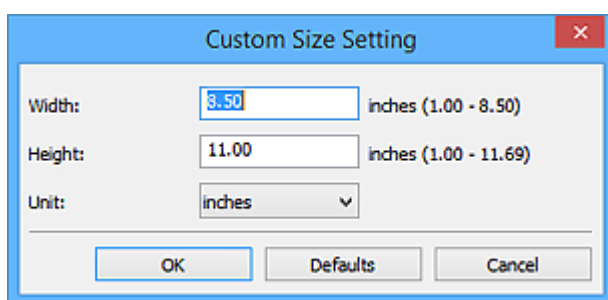 Custom Size Setting
Width: 8.50 inches (1.00 - 8.50)
Height: 11.00 inches (1.00 - 11.69)
Unit: inches
OK Defaults Cancel